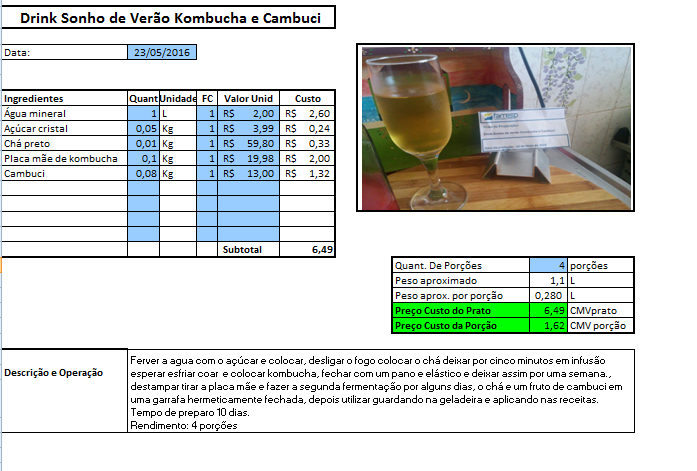 Drink Sonho de Verão Kombucha e Cambuci
Data: 23/05/2016
Ingredientes Quant Unidade FC Valor Unid Custo
Água mineral 1 L 1 R$ 2,00 R$ 2,60
Açúcar cristal 0,05 Kg 1 R$ 3,99 R$ 0,24
Chá preto 0,01 Kg 1 R$ 59,80 R$ 0,33
Placa mãe de kombucha 0,1 Kg 1 R$ 19,98 R$ 2,00
Cambuci 0,08 Kg 1 R$ 13,00 R$ 1,32
Subtotal 6,49
Quant. De Porções 4 porções
Peso aproximado 1,1 L
Peso aprox. por porção 0,280 L
Preço Custo do Prato 6,49 CMVprato
Preço Custo da Porção 1,62 CMV porção
Descrição e Operação
Ferver a agua com o açúcar e colocar, desligar o fogo colocar o chá deixar por cinco minutos em infusão
esperar esfriar coar e colocar kombucha, fechar com um pano e elástico e deixar assim por uma semana.,
destampar tirar a placa mãe e fazer a segunda fermentação por alguns dias, o chá e um fruto de cambuci em
uma garrafa hermeticamente fechada, depois utilizar guardando na geladeira e aplicando nas receitas.
Tempo de preparo 10 dias.
Rendimento: 4 porções